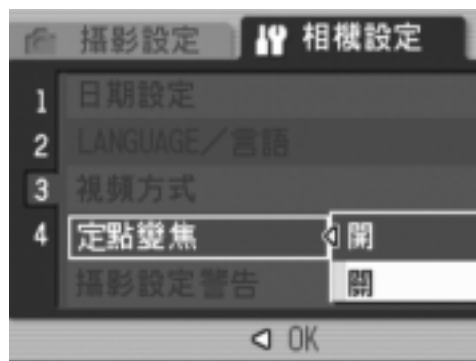 攝影設定 相機設定
1 日期設定
2 LANGUAGE／言語
3 視頻方式
4 定點變焦 開
攝影設定警告 關
OK